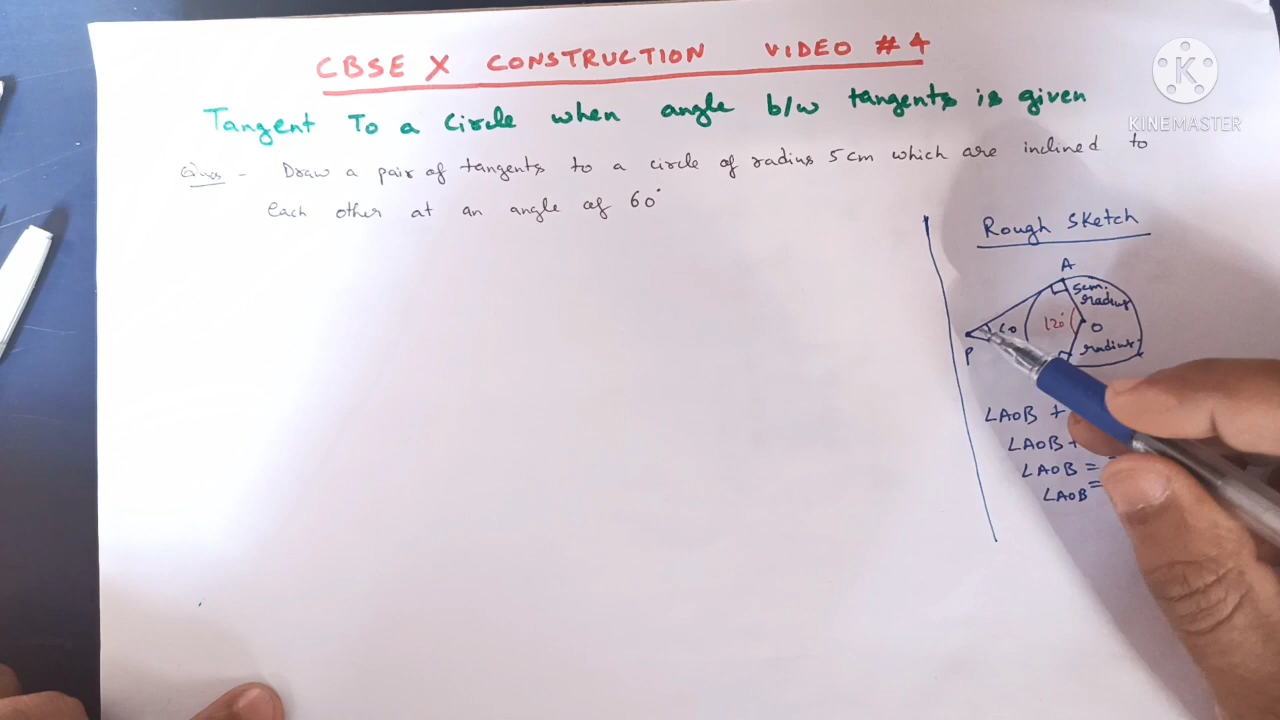 CBSE X CONSTRUCTION VIDEO #4
K
KINEMASTER
Tangent To a Circle when angle b/w tangents is given
Ques - Draw a pair of tangents to a circle of radius 5 cm which are inclined to
each other at an angle of 60°
Rough Sketch
A
5cm.
radius
60
120°
O
P
radius
∠AOB +
∠AOB +
∠AOB =
∠AOB =